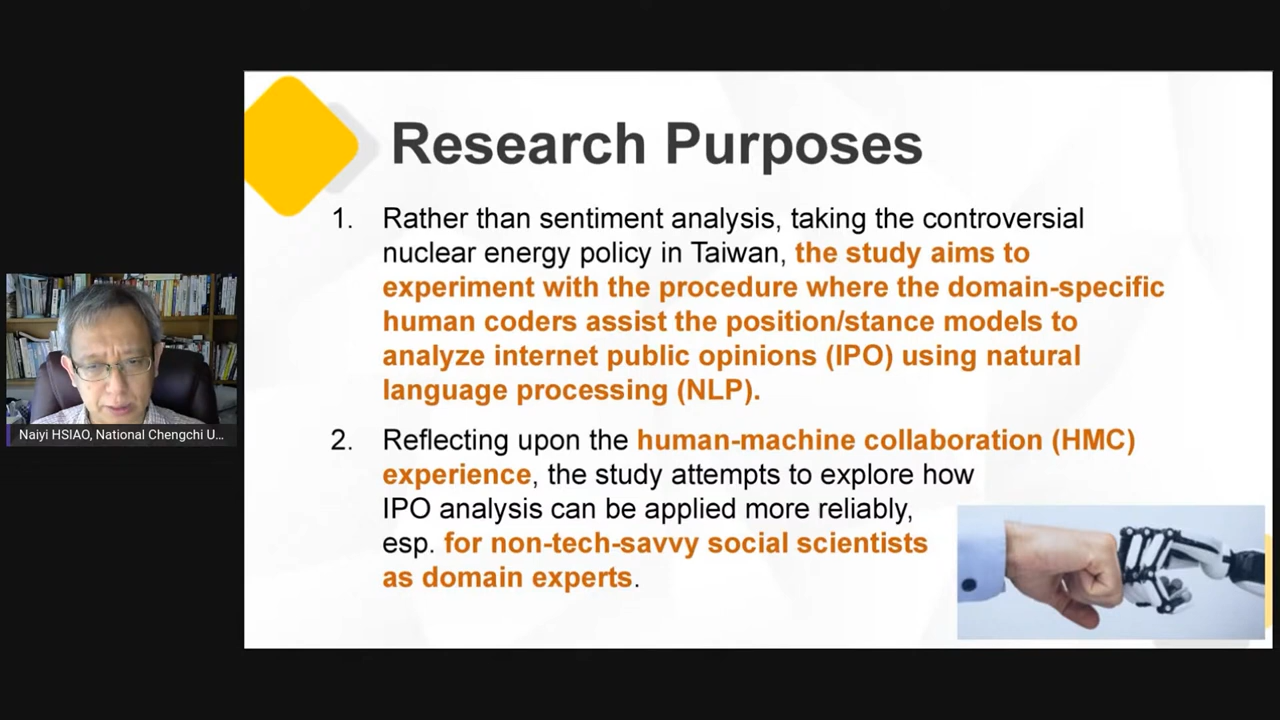 Research Purposes
1. Rather than sentiment analysis, taking the controversial
nuclear energy policy in Taiwan, the study aims to
experiment with the procedure where the domain-specific
human coders assist the position/stance models to
analyze internet public opinions (IPO) using natural
language processing (NLP).
2. Reflecting upon the human-machine collaboration (HMC)
experience, the study attempts to explore how
IPO analysis can be applied more reliably,
esp. for non-tech-savvy social scientists
as domain experts.
Naiyi HSIAO, National Chengchi U...